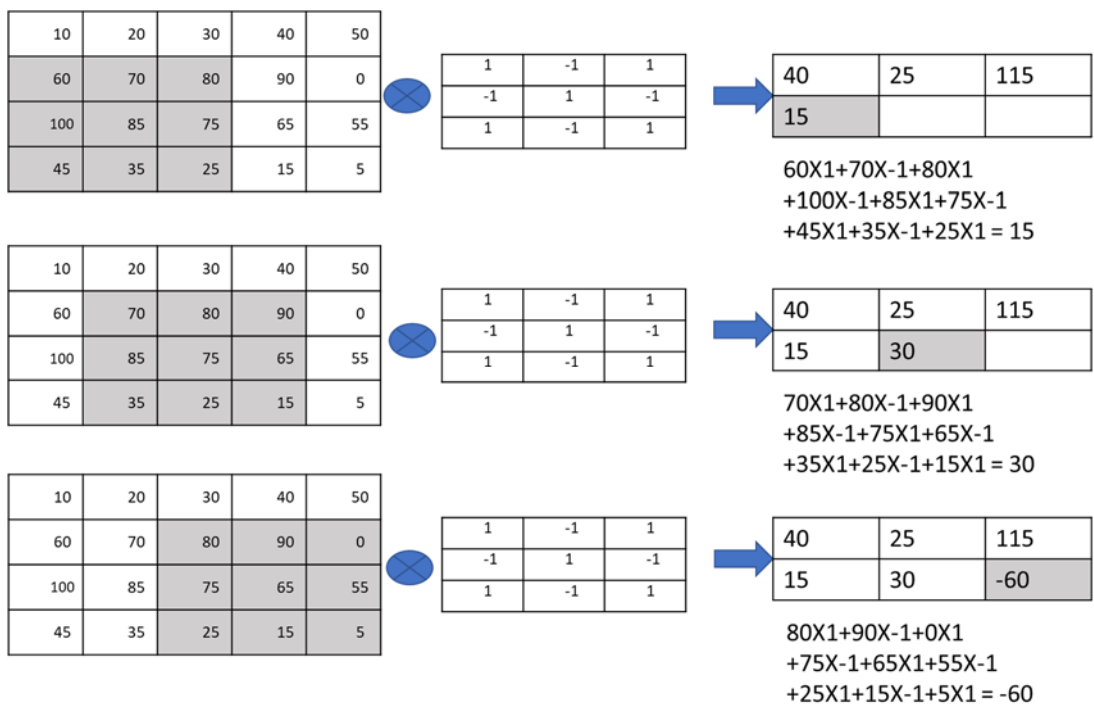 10 20 30 40 50
60 70 80 90 0
100 85 75 65 55
45 35 25 15 5
1 -1 1
-1 1 -1
1 -1 1
40 25 115
15
60X1+70X-1+80X1
+100X-1+85X1+75X-1
+45X1+35X-1+25X1 = 15
10 20 30 40 50
60 70 80 90 0
100 85 75 65 55
45 35 25 15 5
1 -1 1
-1 1 -1
1 -1 1
40 25 115
15 30
70X1+80X-1+90X1
+85X-1+75X1+65X-1
+35X1+25X-1+15X1 = 30
10 20 30 40 50
60 70 80 90 0
100 85 75 65 55
45 35 25 15 5
1 -1 1
-1 1 -1
1 -1 1
40 25 115
15 30 -60
80X1+90X-1+0X1
+75X-1+65X1+55X-1
+25X1+15X-1+5X1 = -60